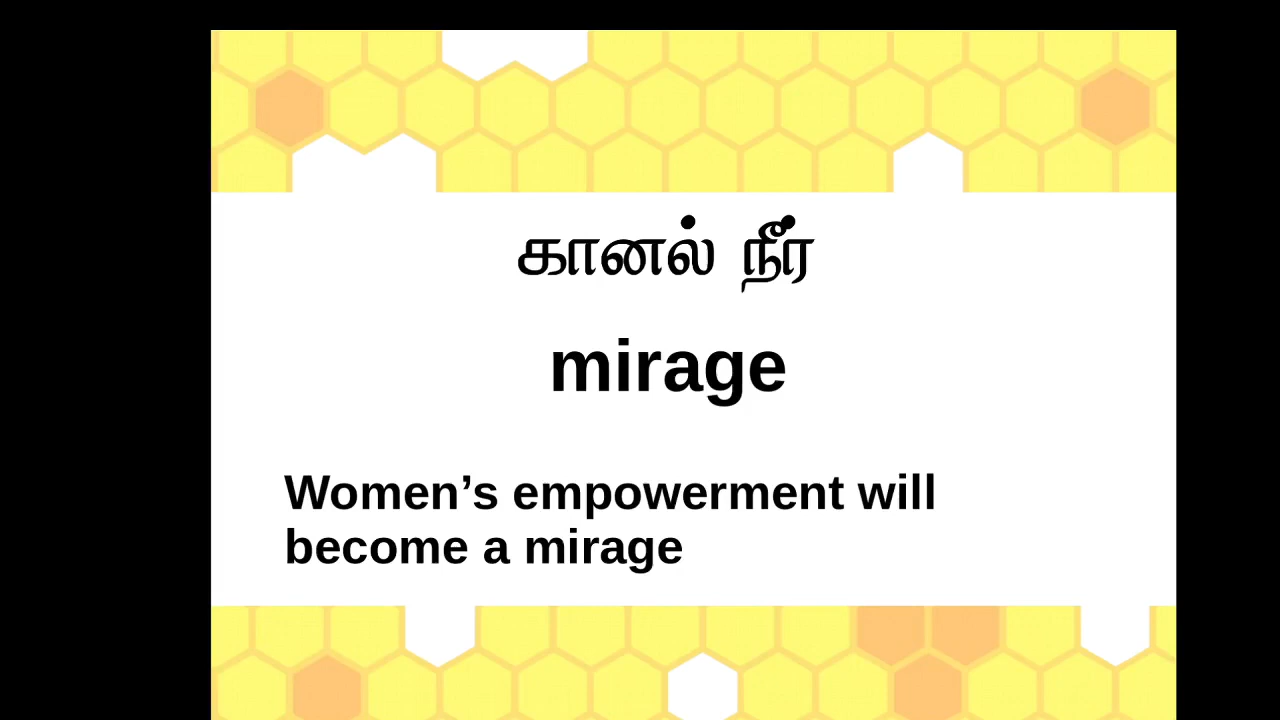 கானல் நீர்
mirage
Women’s empowerment will
become a mirage